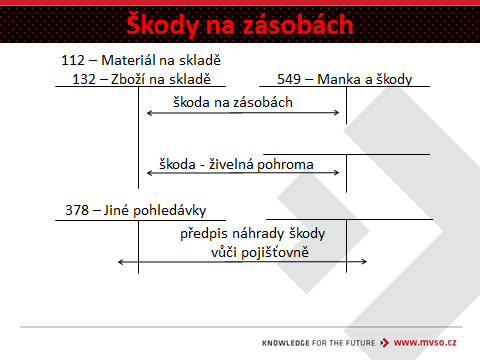 Škody na zásobách
112 – Materiál na skladě
132 – Zboží na skladě
549 – Manka a škody
škoda na zásobách
škoda - živelná pohroma
378 – Jiné pohledávky
předpis náhrady škody
vůči pojišťovně
KNOWLEDGE FOR THE FUTURE www.mvso.cz